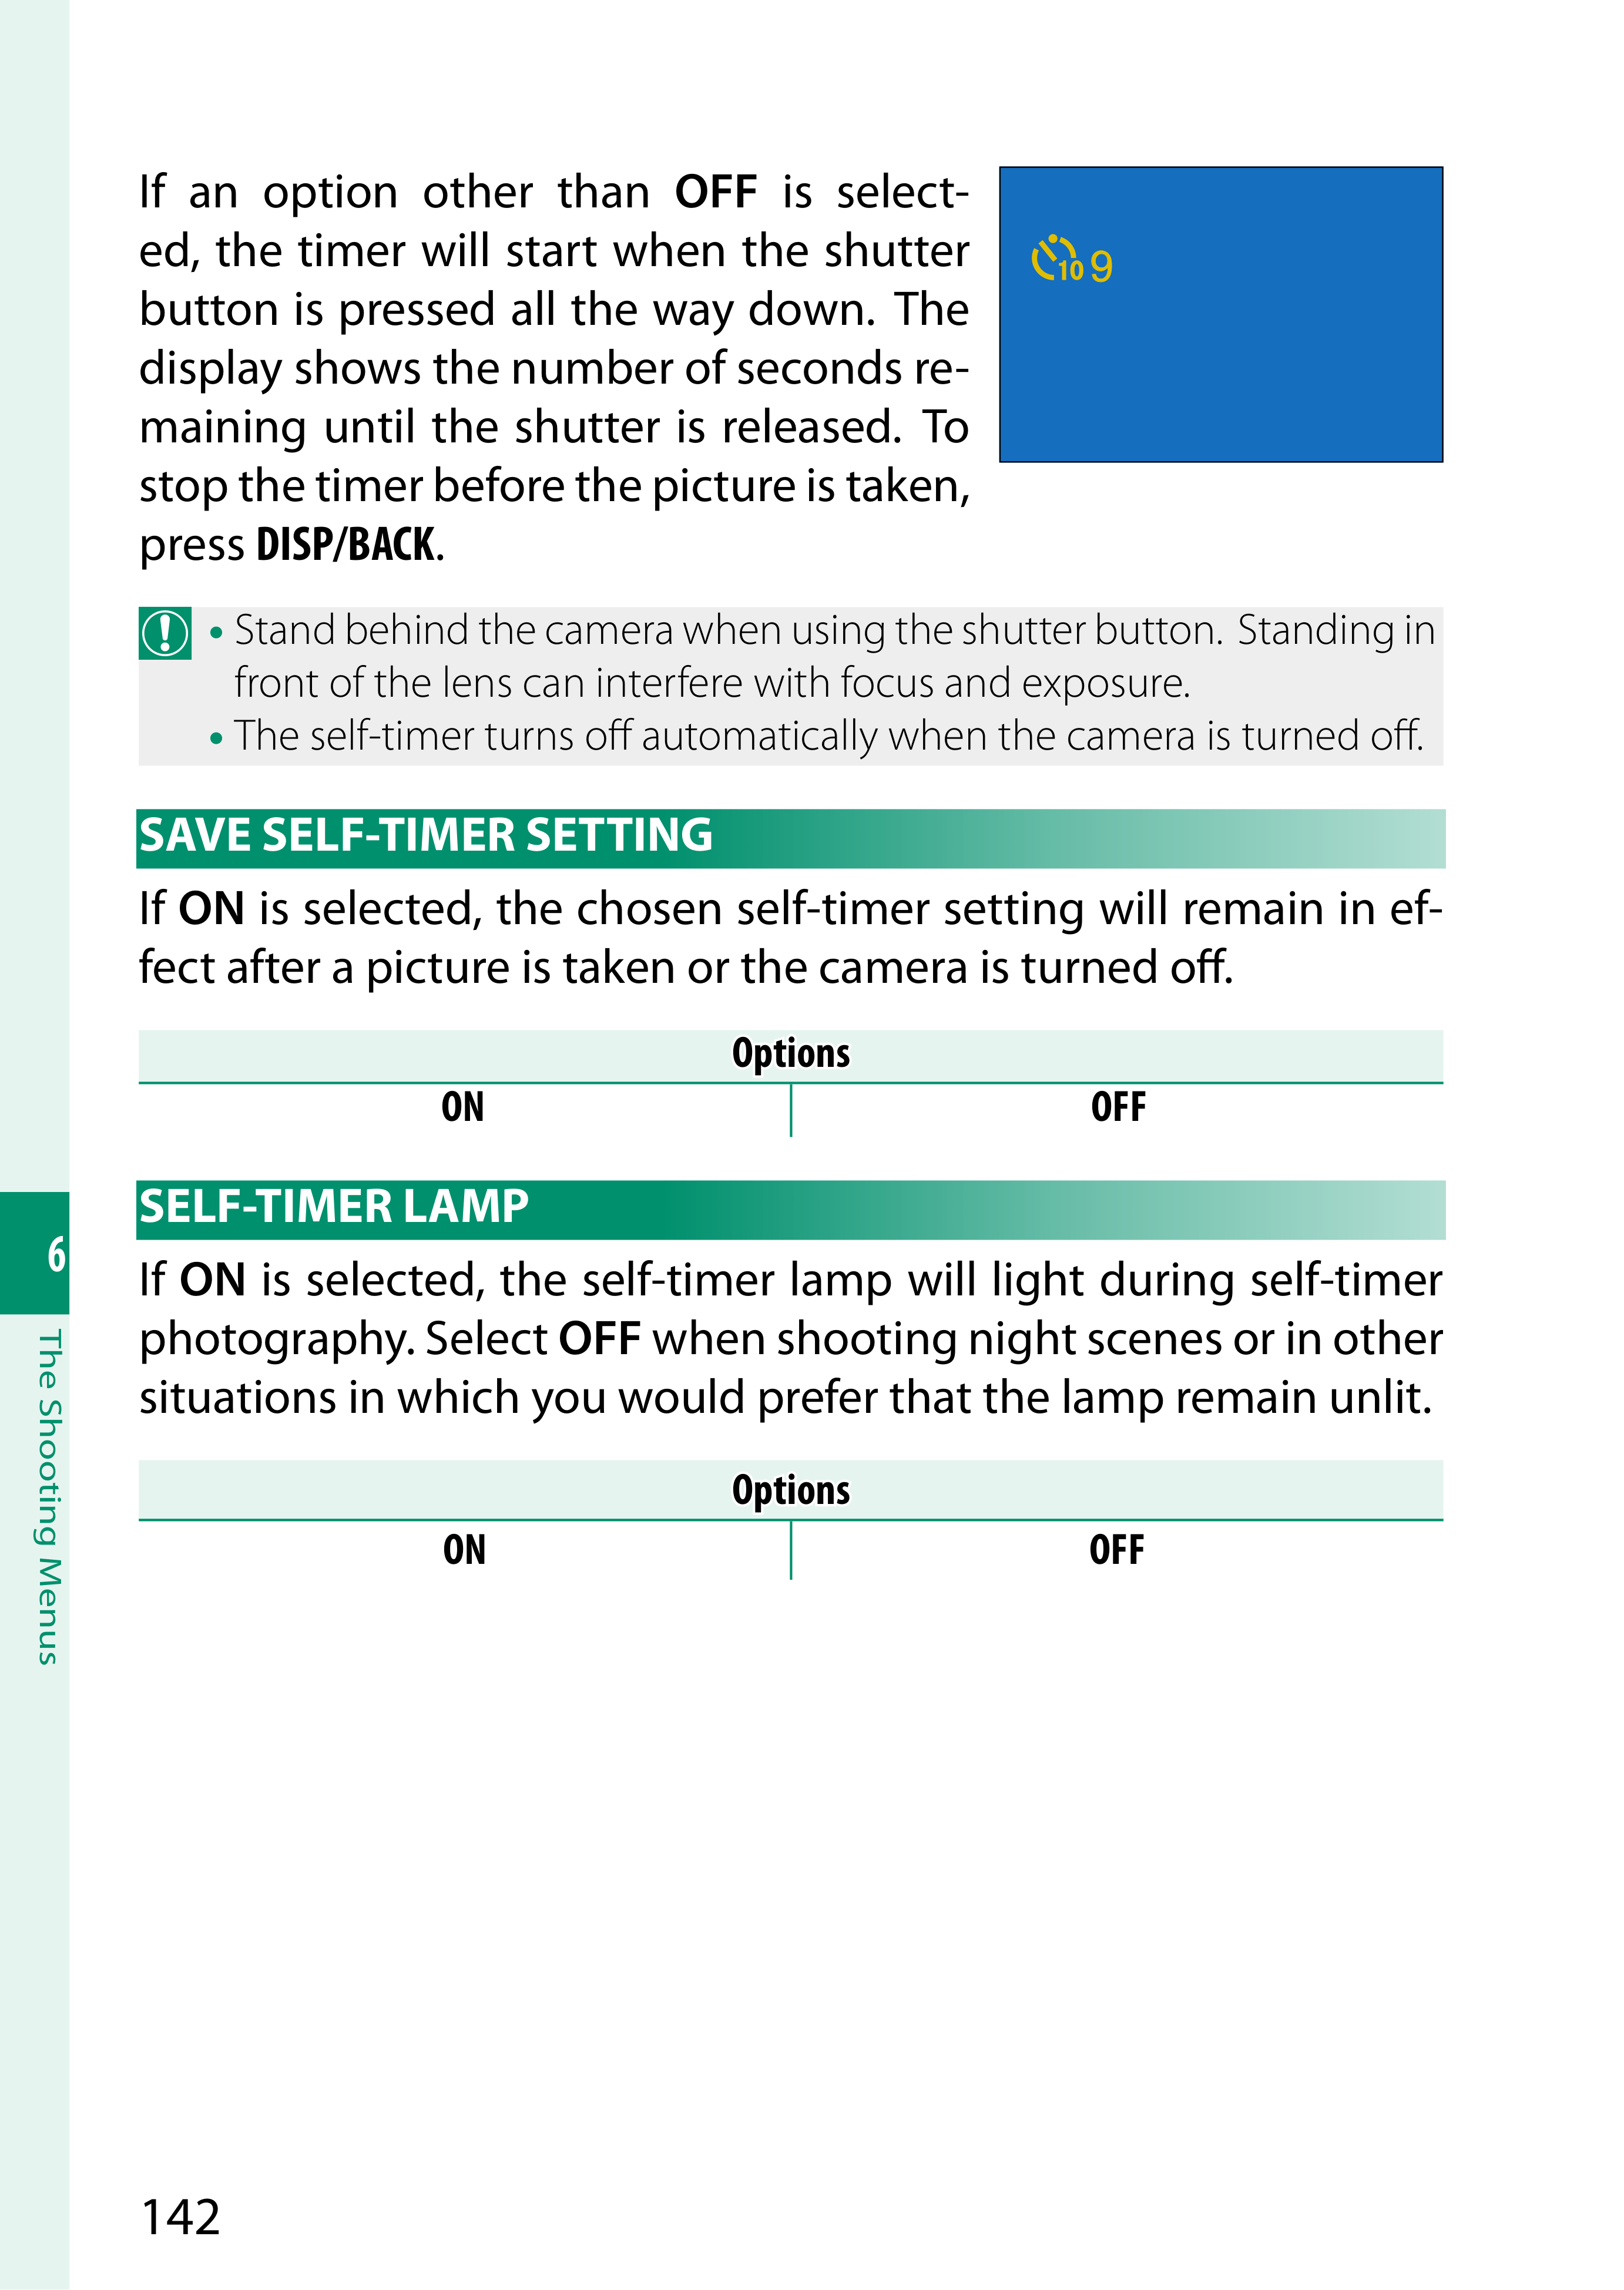 If an option other than OFF is select-
ed, the timer will start when the shutter
button is pressed all the way down. The
display shows the number of seconds re-
maining until the shutter is released. To
stop the timer before the picture is taken,
press DISP/BACK.
10 9
• Stand behind the camera when using the shutter button. Standing in
front of the lens can interfere with focus and exposure.
• The self-timer turns off automatically when the camera is turned off.
SAVE SELF-TIMER SETTING
If ON is selected, the chosen self-timer setting will remain in ef-
fect after a picture is taken or the camera is turned off.
Options
ON OFF
SELF-TIMER LAMP
If ON is selected, the self-timer lamp will light during self-timer
photography. Select OFF when shooting night scenes or in other
situations in which you would prefer that the lamp remain unlit.
Options
ON OFF
6
The Shooting Menus
142